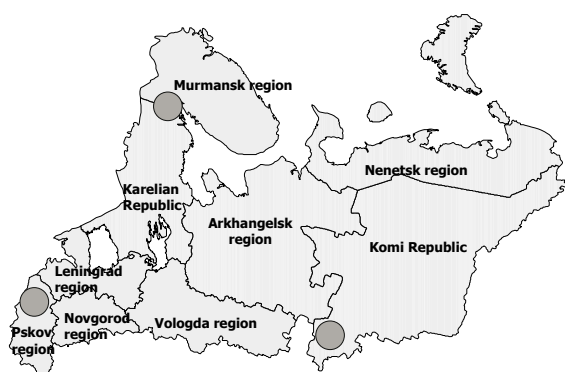 Murmansk region
Nenetsk region
Karelian
Republic
Arkhangelsk
region
Komi Republic
Leningrad
region
Novgorod
region
Vologda region
Pskov
region